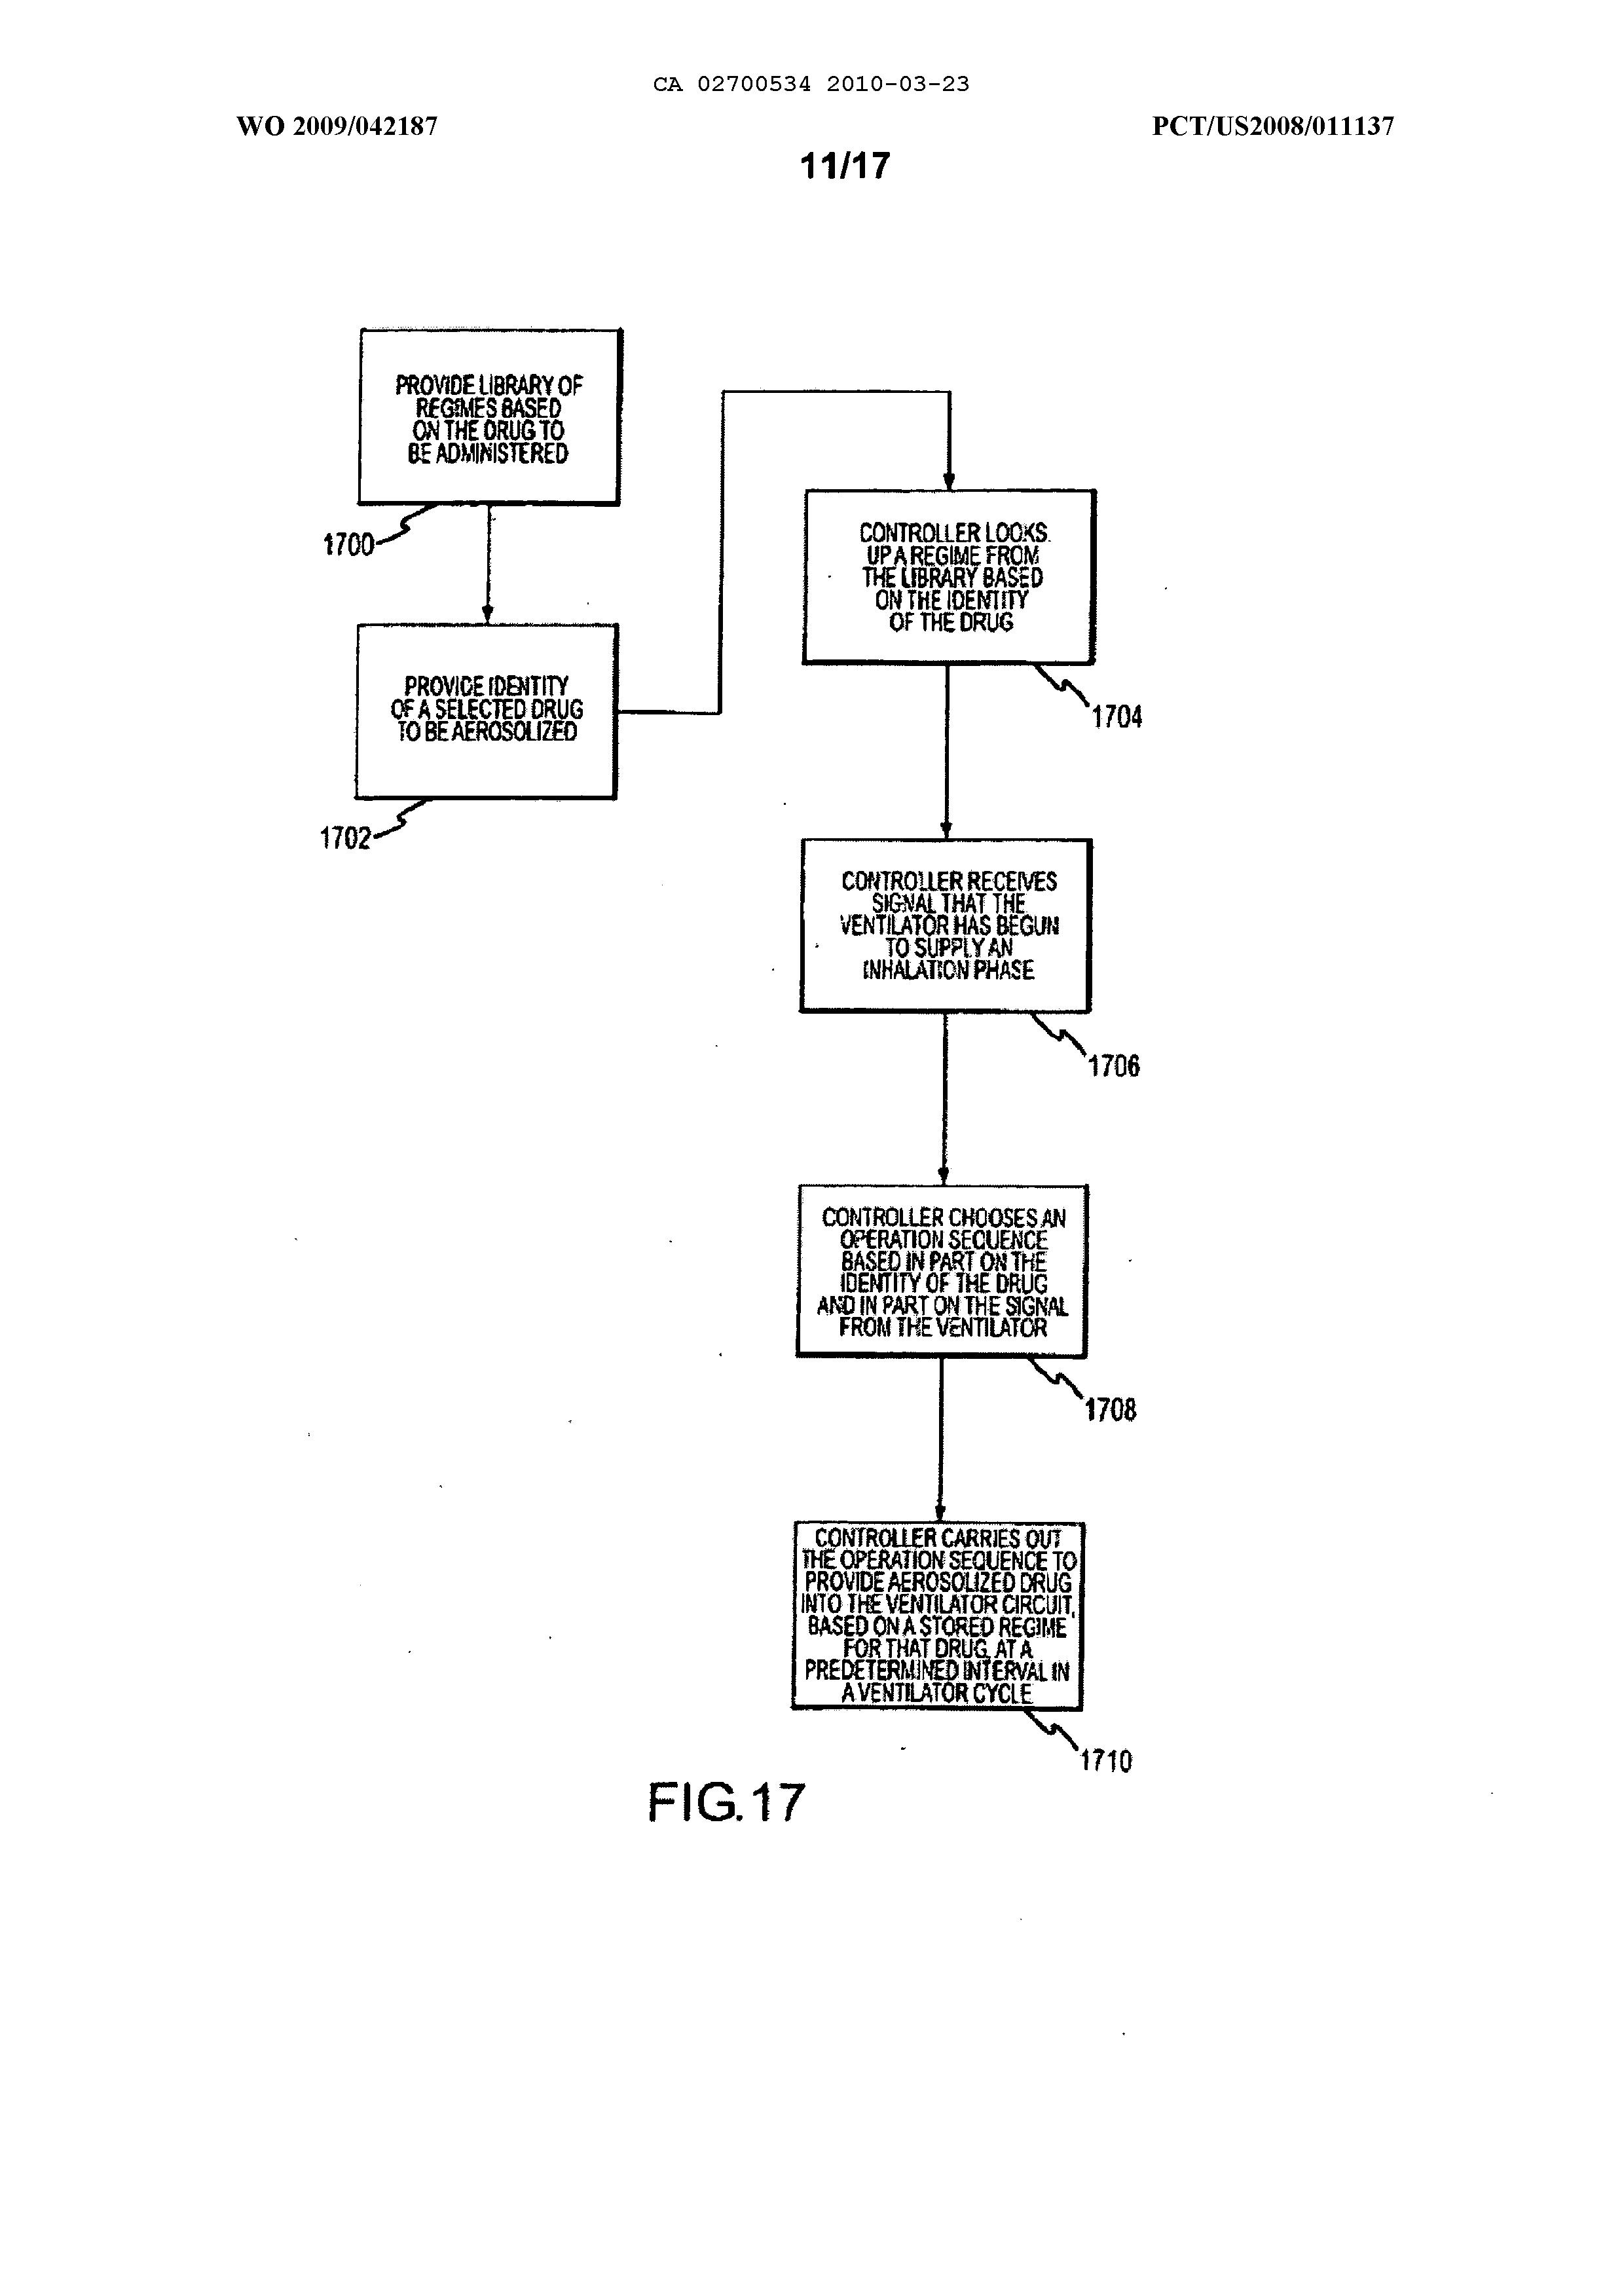 CA 02700534 2010-03-23
WO 2009/042187
PCT/US2008/011137
11/17
PROVIDE LIBRARY OF
REGIMES BASED
ON THE DRUG TO
BE ADMINISTERED
1700
PROVIDE IDENTITY
OF A SELECTED DRUG
TO BE AEROSOLIZED
1702
CONTROLLER LOOKS
UP A REGIME FROM
THE LIBRARY BASED
ON THE IDENTITY
OF THE DRUG
1704
CONTROLLER RECEIVES
SIGNAL THAT THE
VENTILATOR HAS BEGUN
TO SUPPLY AN
INHALATION PHASE
1706
CONTROLLER CHOOSES AN
OPERATION SEQUENCE
BASED IN PART ON THE
IDENTITY OF THE DRUG
AND IN PART ON THE SIGNAL
FROM THE VENTILATOR
1708
CONTROLLER CARRIES OUT
THE OPERATION SEQUENCE TO
PROVIDE AEROSOLIZED DRUG
INTO THE VENTILATOR CIRCUIT,
BASED ON A STORED REGIME
FOR THAT DRUG, AT A
PREDETERMINED INTERVAL IN
A VENTILATOR CYCLE
1710
FIG.17